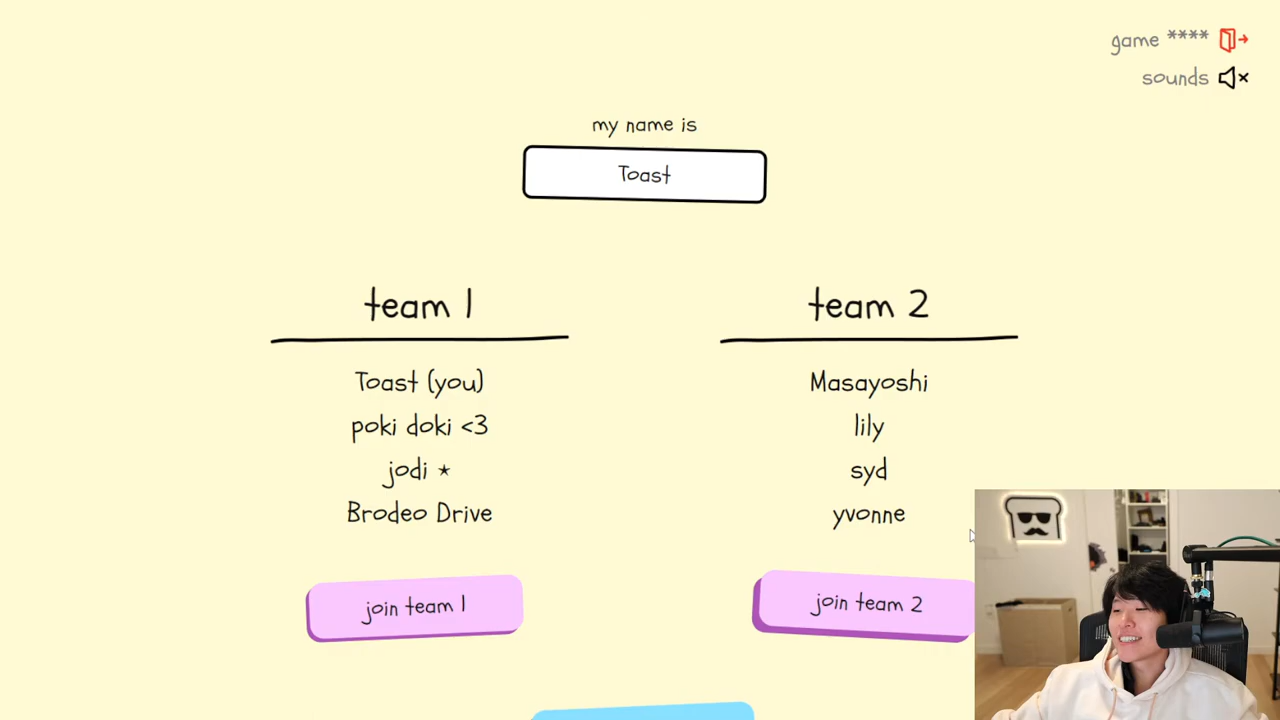 game ****
sounds
my name is
Toast
team 1
team 2
Toast (you)
poki doki <3
jodi ★
Brodeo Drive
Masayoshi
lily
syd
yvonne
join team 1
join team 2